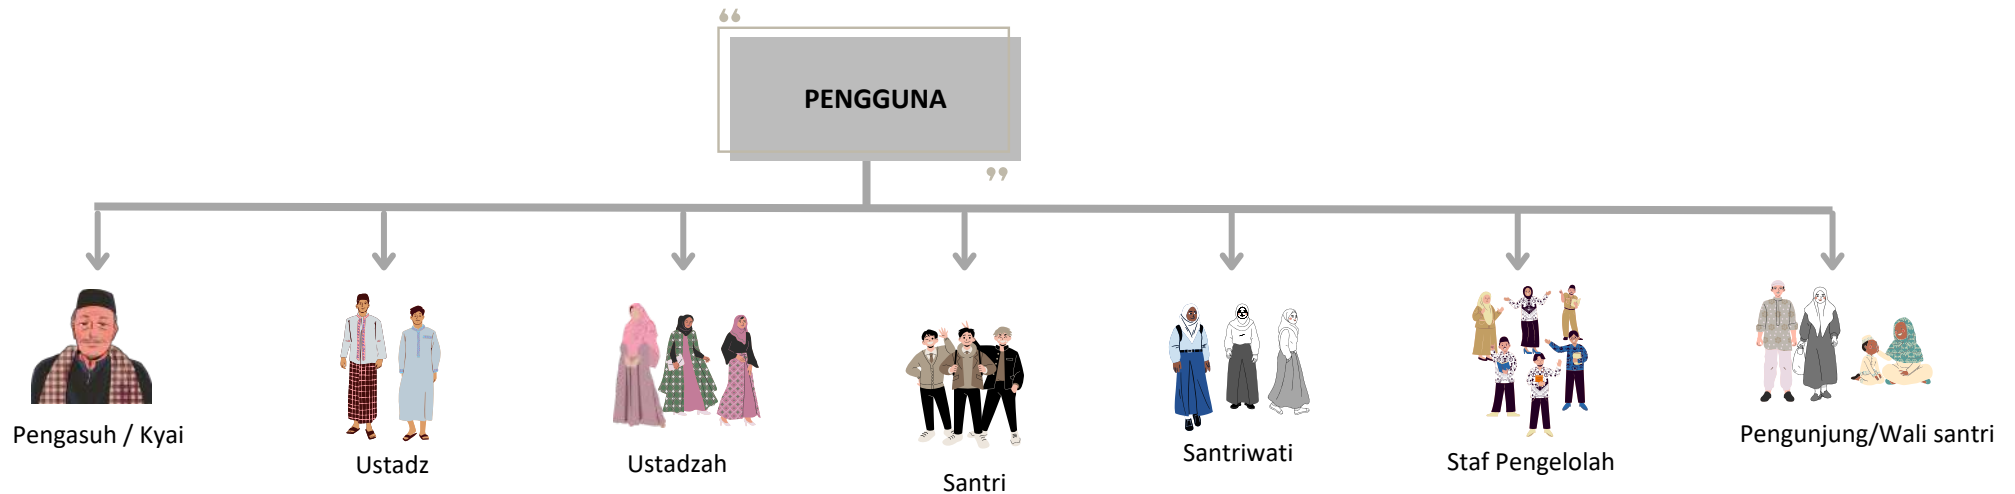 “
PENGGUNA
”
Pengasuh / Kyai
Ustadz
Ustadzah
Santri
Santriwati
Staf Pengelolah
Pengunjung/Wali santri